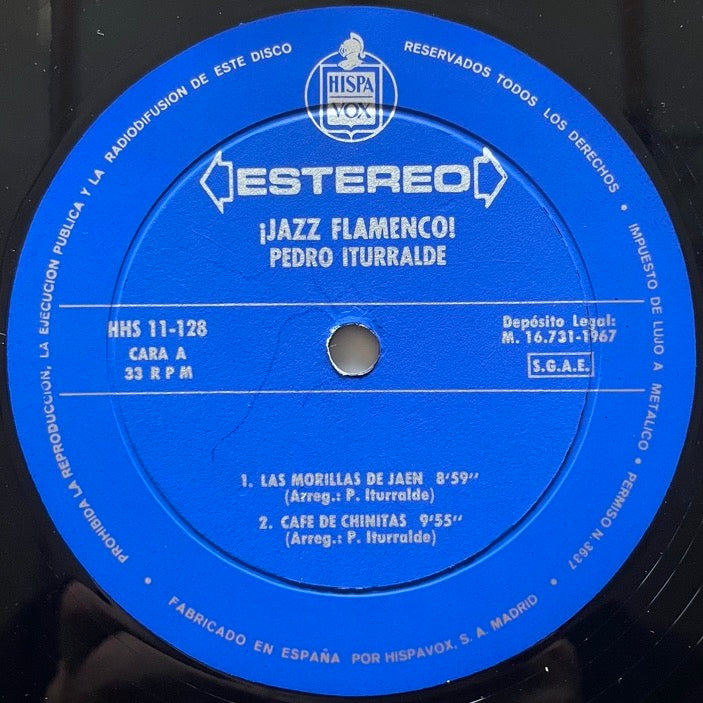 HISPA
VOX
ESTEREO
¡JAZZ FLAMENCO!
PEDRO ITURRALDE
HHS 11-128
CARA A
33 R P M
Depósito Legal:
M. 16.731-1967
S.G.A.E.
1. LAS MORILLAS DE JAEN 8'59"
(Azreg.: P. Iturralde)
2. CAFE DE CHINITAS 9'55"
(Arreg.: P. Iturralde)
PROHIBIDA LA REPRODUCCION, LA EJECUCION PUBLICA Y LA RADIODIFUSION DE ESTE DISCO
RESERVADOS TODOS LOS DERECHOS • IMPUESTO DE LUJO A METALICO • PERMISO N. 3637
• FABRICADO EN ESPAÑA POR HISPAVOX, S. A. MADRID •